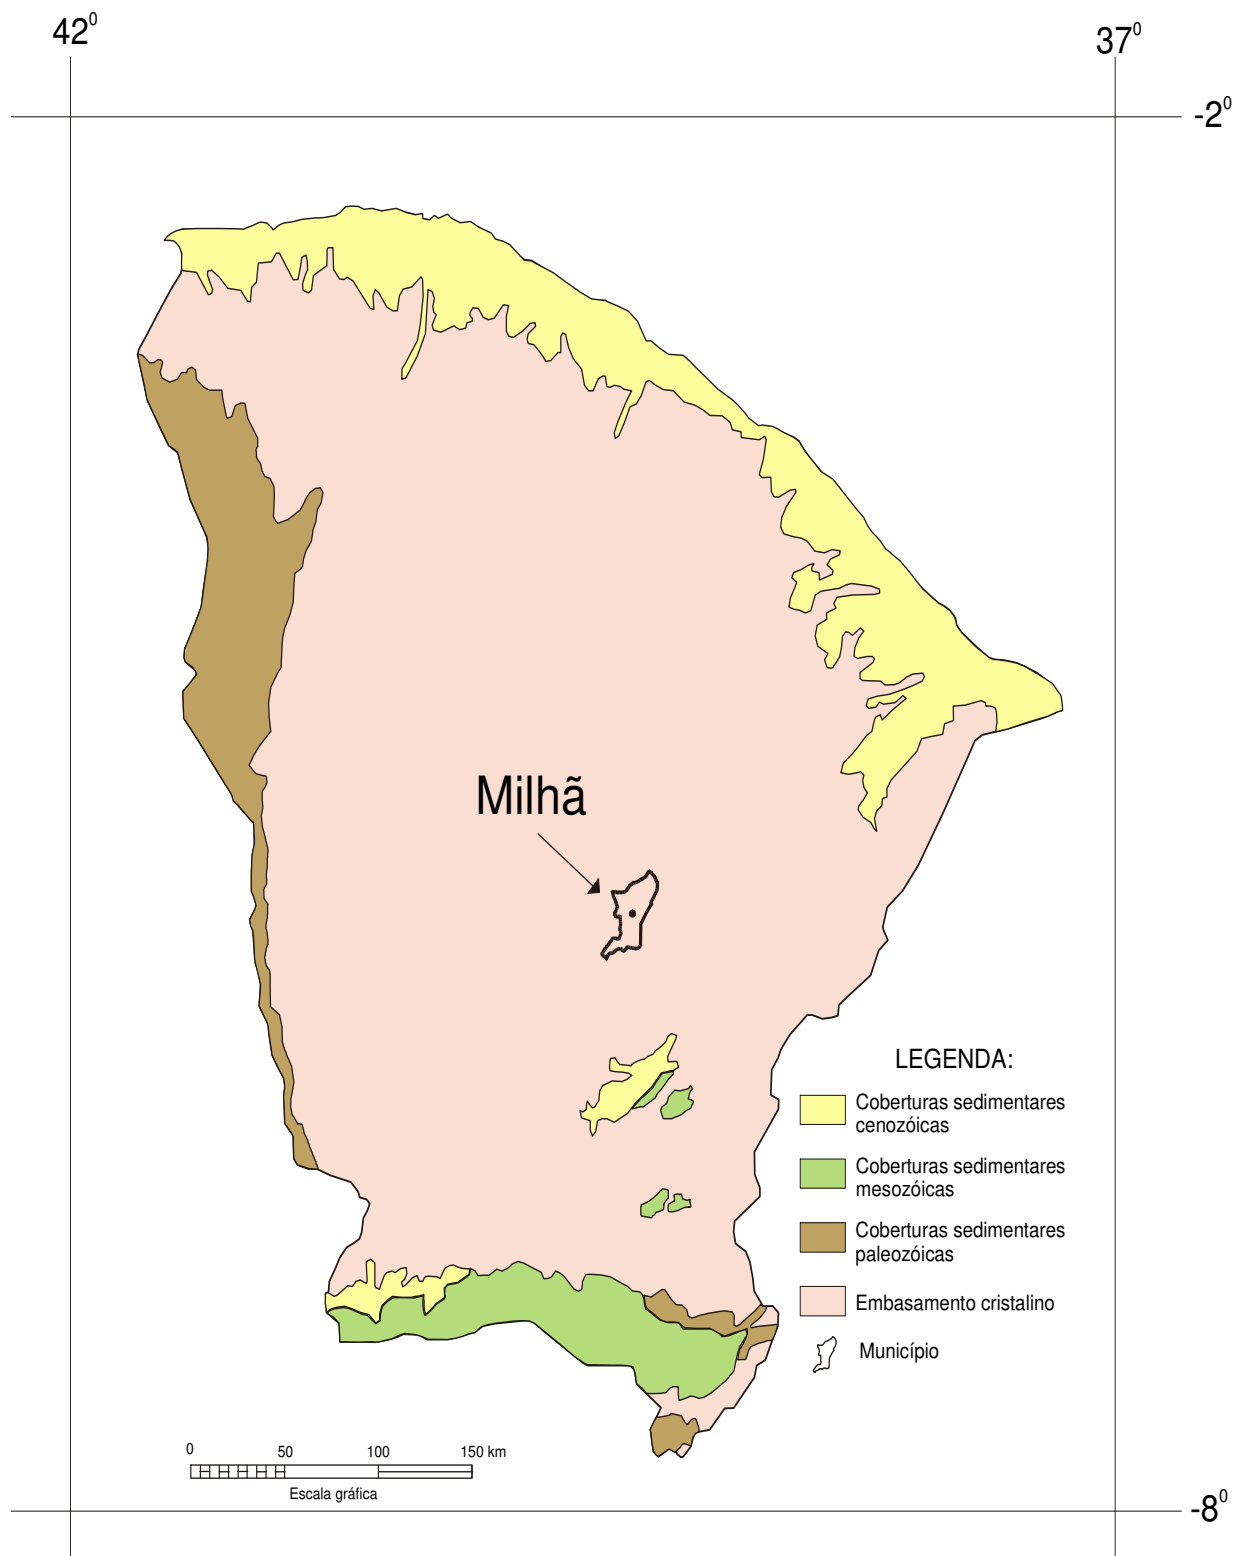 42⁰
37⁰
-2⁰
Milhã
LEGENDA:
Coberturas sedimentares
cenozóicas
Coberturas sedimentares
mesozóicas
Coberturas sedimentares
paleozóicas
Embasamento cristalino
Município
0 50 100 150 km
Escala gráfica
-8⁰